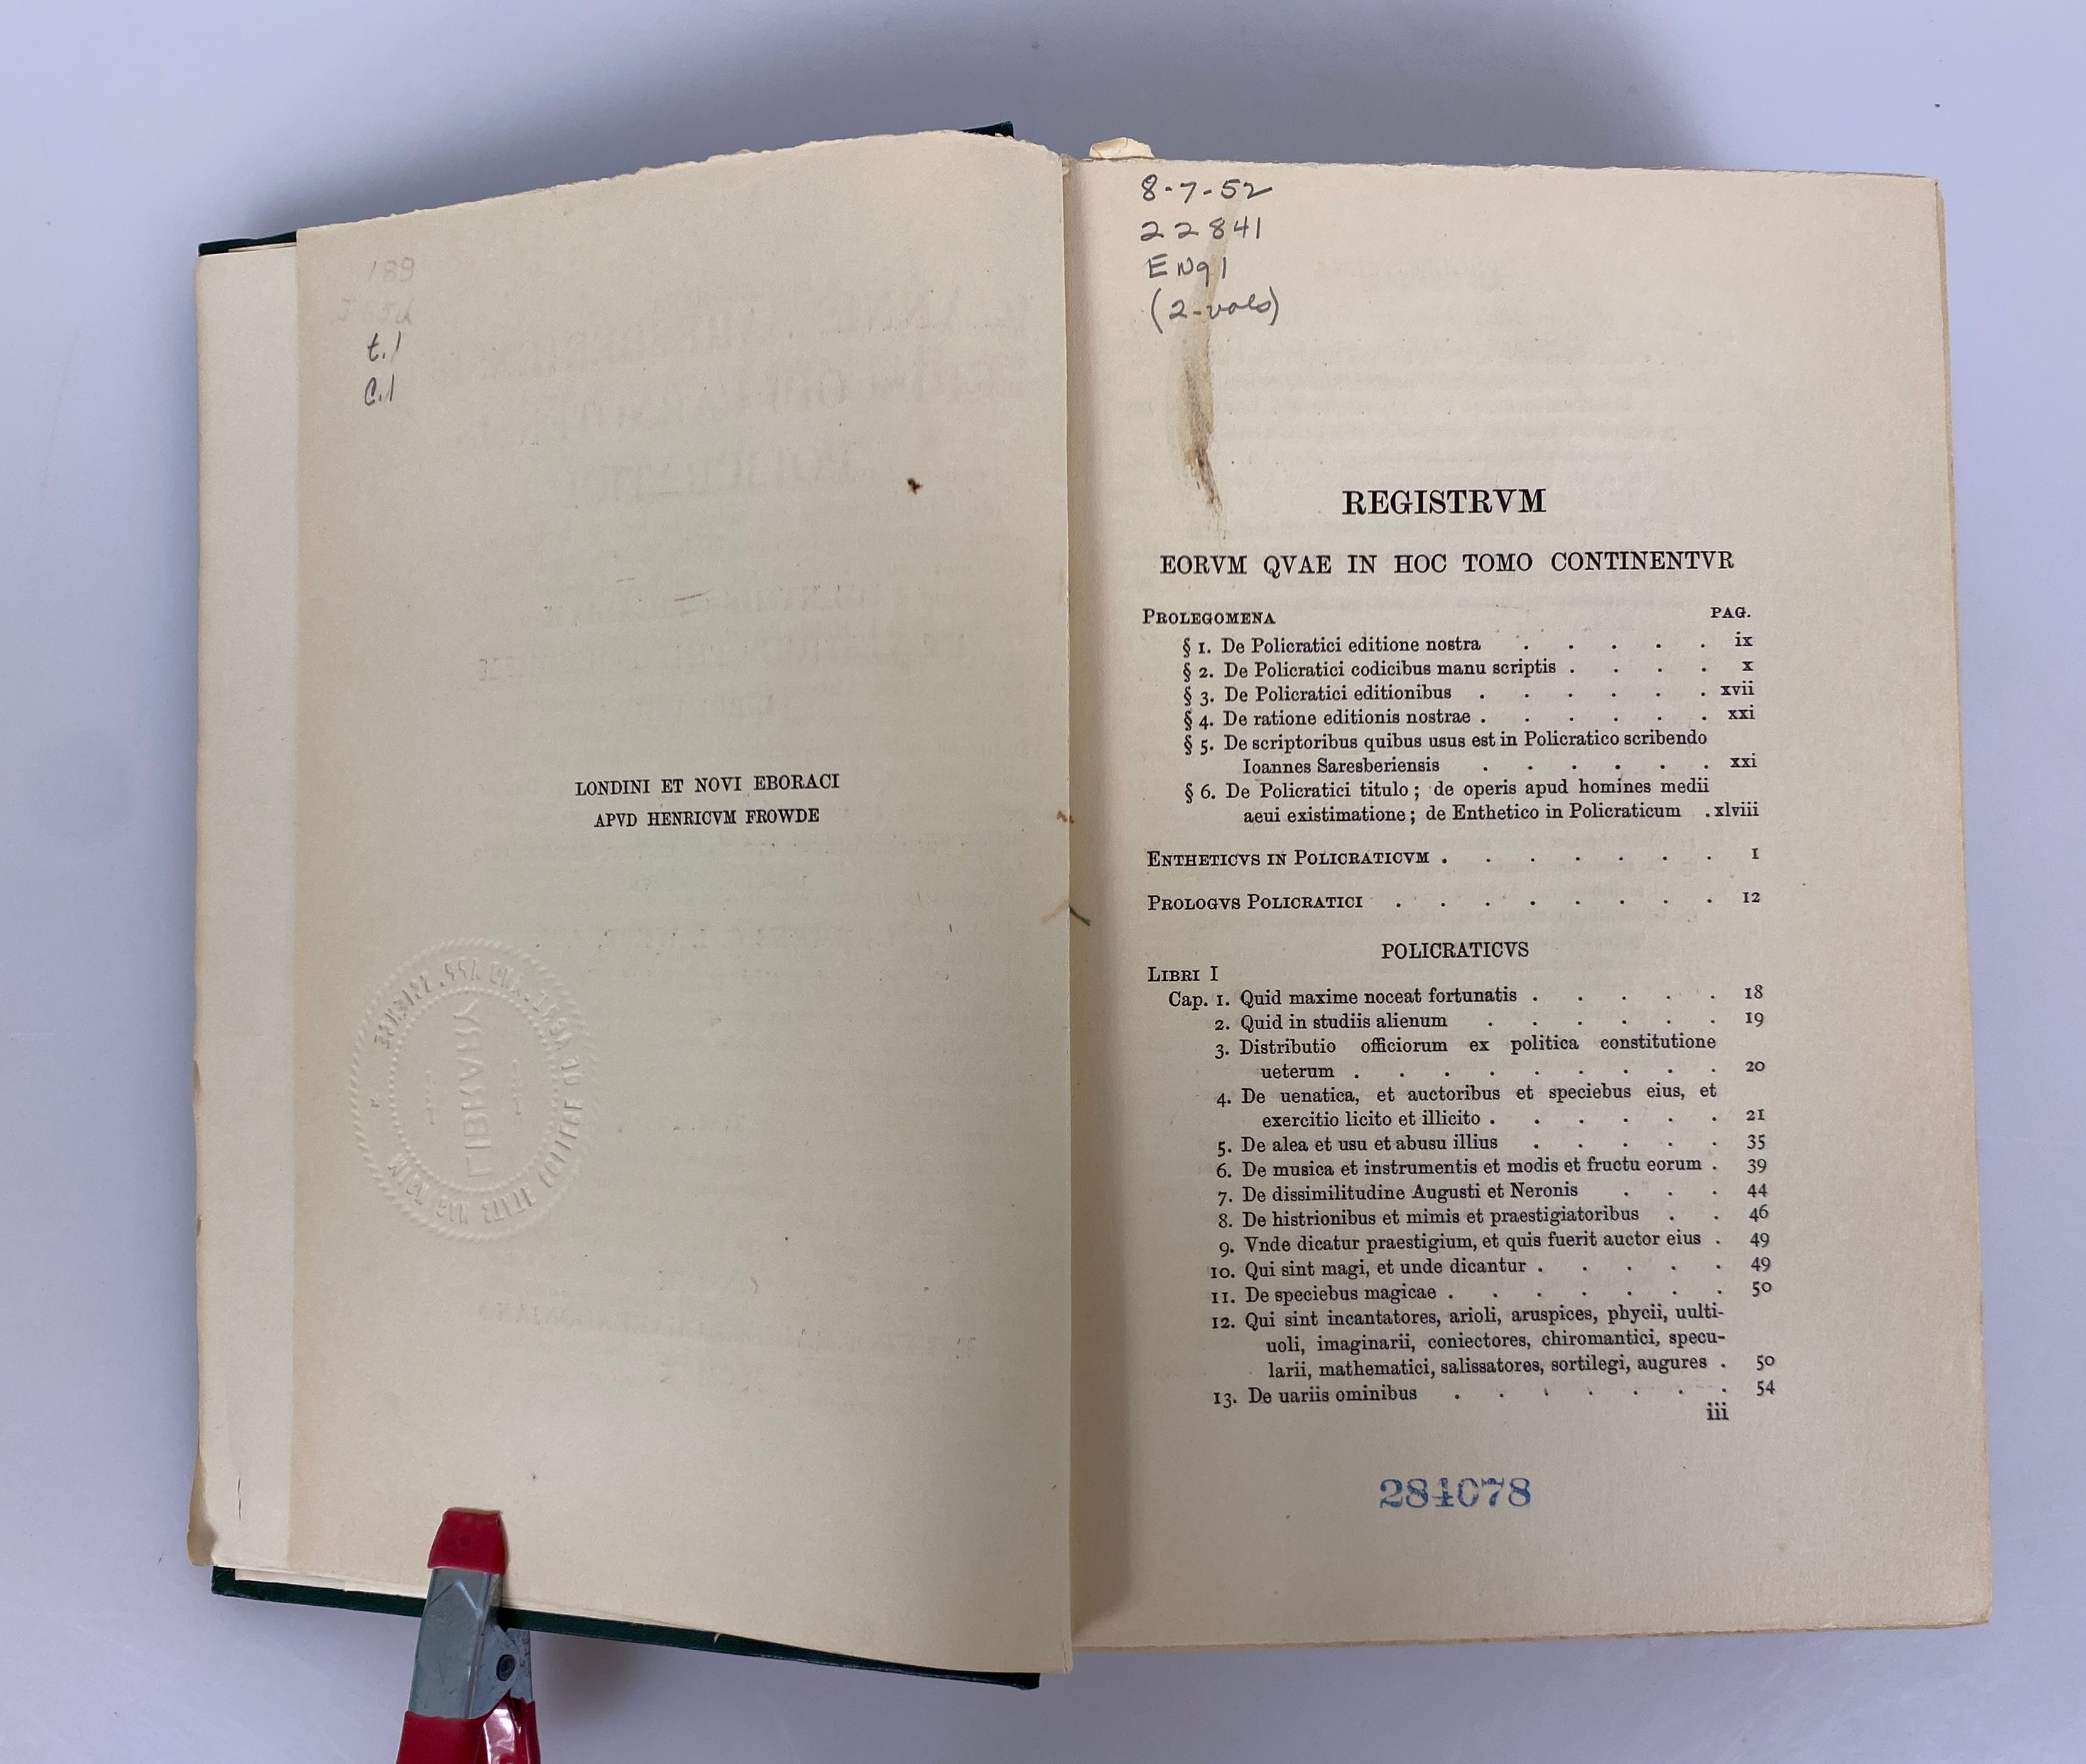 189
t.1
c.1
LONDINI ET NOVI EBORACI
APVD HENRICVM FROWDE
LIBRARY
MICHIGAN STATE COLLEGE
8-7-52
22841
ENg1
(2-vols)
REGISTRVM
EORVM QVAE IN HOC TOMO CONTINENTVR
PROLEGOMENA PAG.
§ 1. De Policratici editione nostra . . . . . ix
§ 2. De Policratici codicibus manu scriptis . . . . x
§ 3. De Policratici editionibus . . . . . . xvii
§ 4. De ratione editionis nostrae . . . . . . xxi
§ 5. De scriptoribus quibus usus est in Policratico scribendo
Ioannes Saresberiensis . . . . . . xxi
§ 6. De Policratici titulo ; de operis apud homines medii
aeui existimatione ; de Enthetico in Policraticum . xlviii
ENTHETICVS IN POLICRATICVM . . . . . . . 1
PROLOGVS POLICRATICI . . . . . . . . 12
POLICRATICVS
LIBRI I
Cap. 1. Quid maxime noceat fortunatis . . . . . 18
2. Quid in studiis alienum . . . . . . 19
3. Distributio officiorum ex politica constitutione
ueterum . . . . . . . . . 20
4. De uenatica, et auctoribus et speciebus eius, et
exercitio licito et illicito . . . . . . 21
5. De alea et usu et abusu illius . . . . . 35
6. De musica et instrumentis et modis et fructu eorum . 39
7. De dissimilitudine Augusti et Neronis . . . 44
8. De histrionibus et mimis et praestigiatoribus . . 46
9. Vnde dicatur praestigium, et quis fuerit auctor eius . 49
10. Qui sint magi, et unde dicantur . . . . . 49
11. De speciebus magicae . . . . . . . 50
12. Qui sint incantatores, arioli, aruspices, phycii, uulti-
uoli, imaginarii, coniectores, chiromantici, specu-
larii, mathematici, salissatores, sortilegi, augures . 50
13. De uariis ominibus . . . . . . . 54
iii
284078